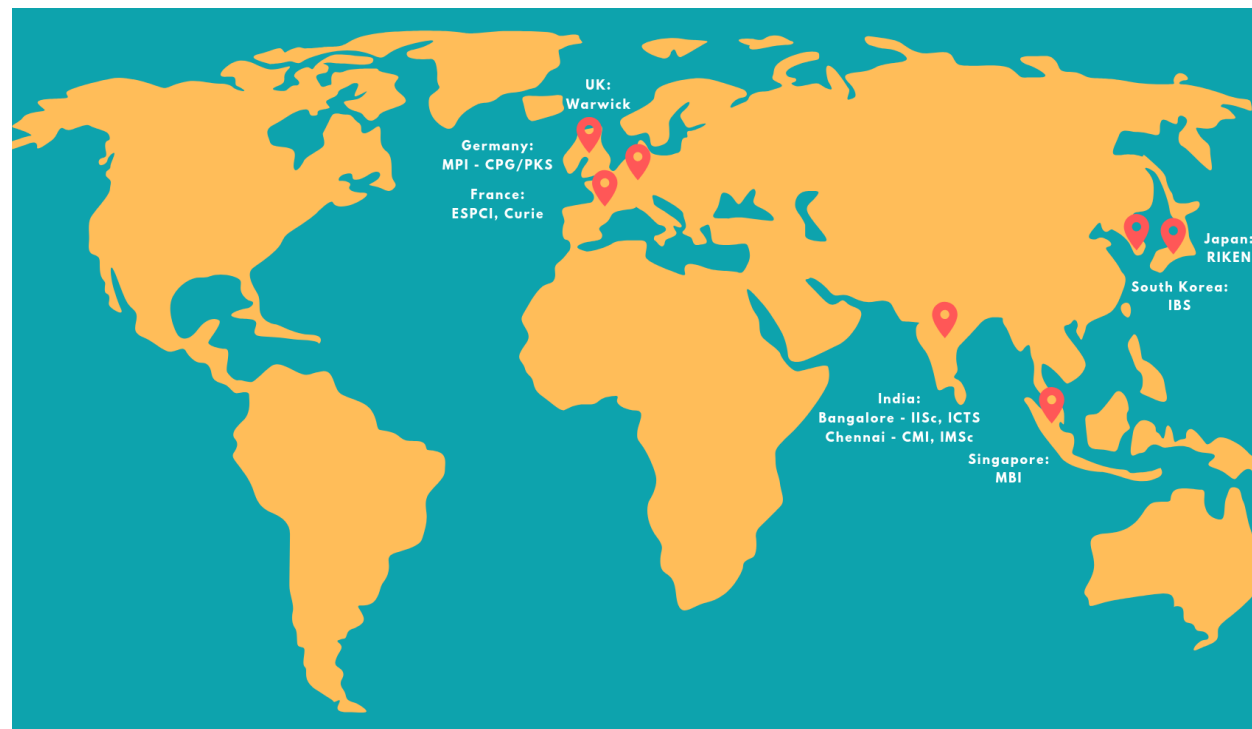 UK:
Warwick
Germany:
MPI - CPG/PKS
France:
ESPCI, Curie
Japan:
RIKEN
South Korea:
IBS
India:
Bangalore - IISc, ICTS
Chennai - CMI, IMSc
Singapore:
MBI